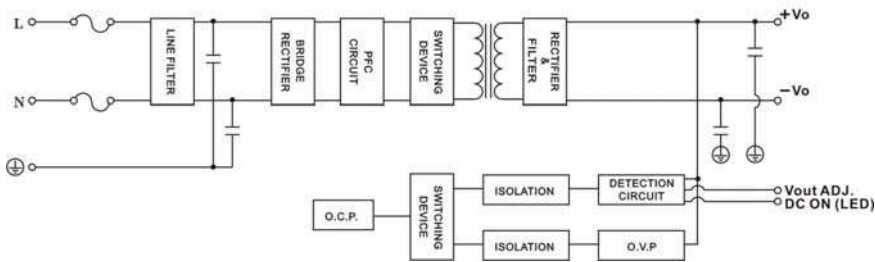 L
LINE FILTER
BRIDGE
RECTIFIER
PFC
CIRCUIT
SWITCHING
DEVICE
RECTIFIER
&
FILTER
+Vo
N
−Vo
O.C.P.
SWITCHING
DEVICE
ISOLATION
DETECTION
CIRCUIT
Vout ADJ.
DC ON (LED)
ISOLATION
O.V.P